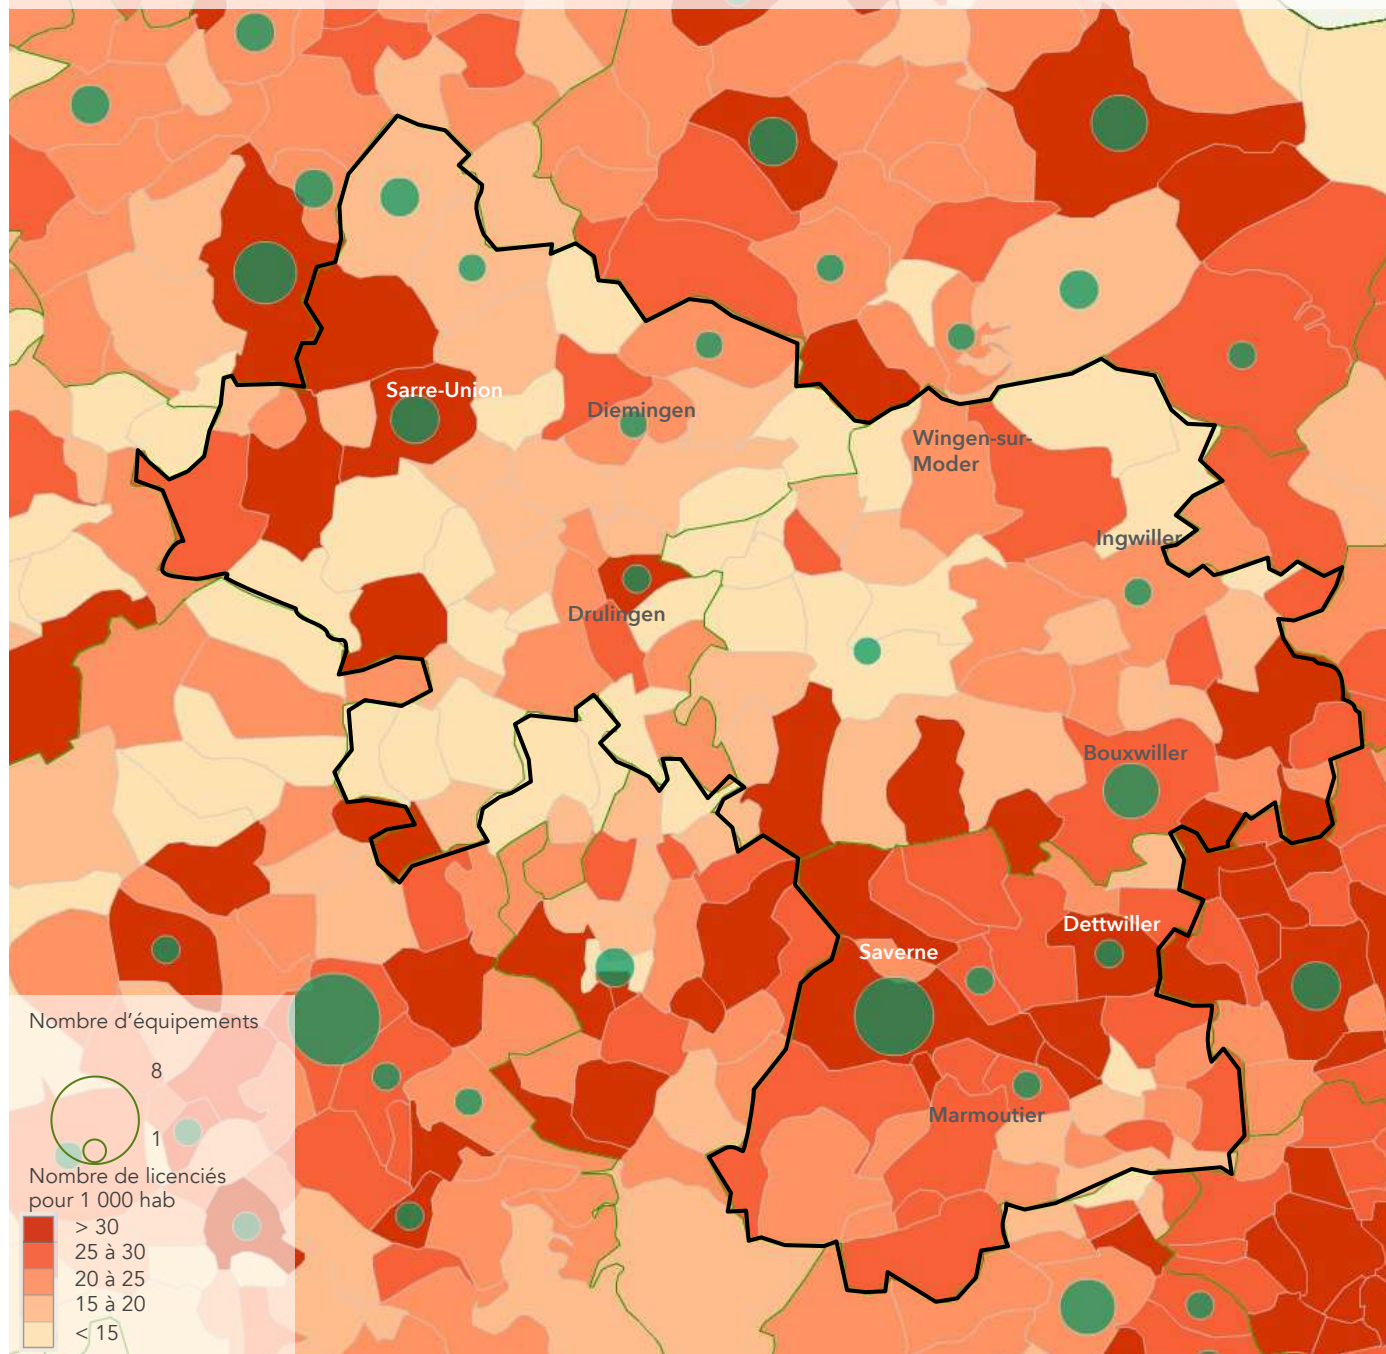 Sarre-Union
Diemingen
Wingen-sur-
Moder
Ingwiller
Drulingen
Bouxwiller
Dettwiller
Saverne
Marmoutier
Nombre d’équipements
8
1
Nombre de licenciés
pour 1 000 hab
> 30
25 à 30
20 à 25
15 à 20
< 15